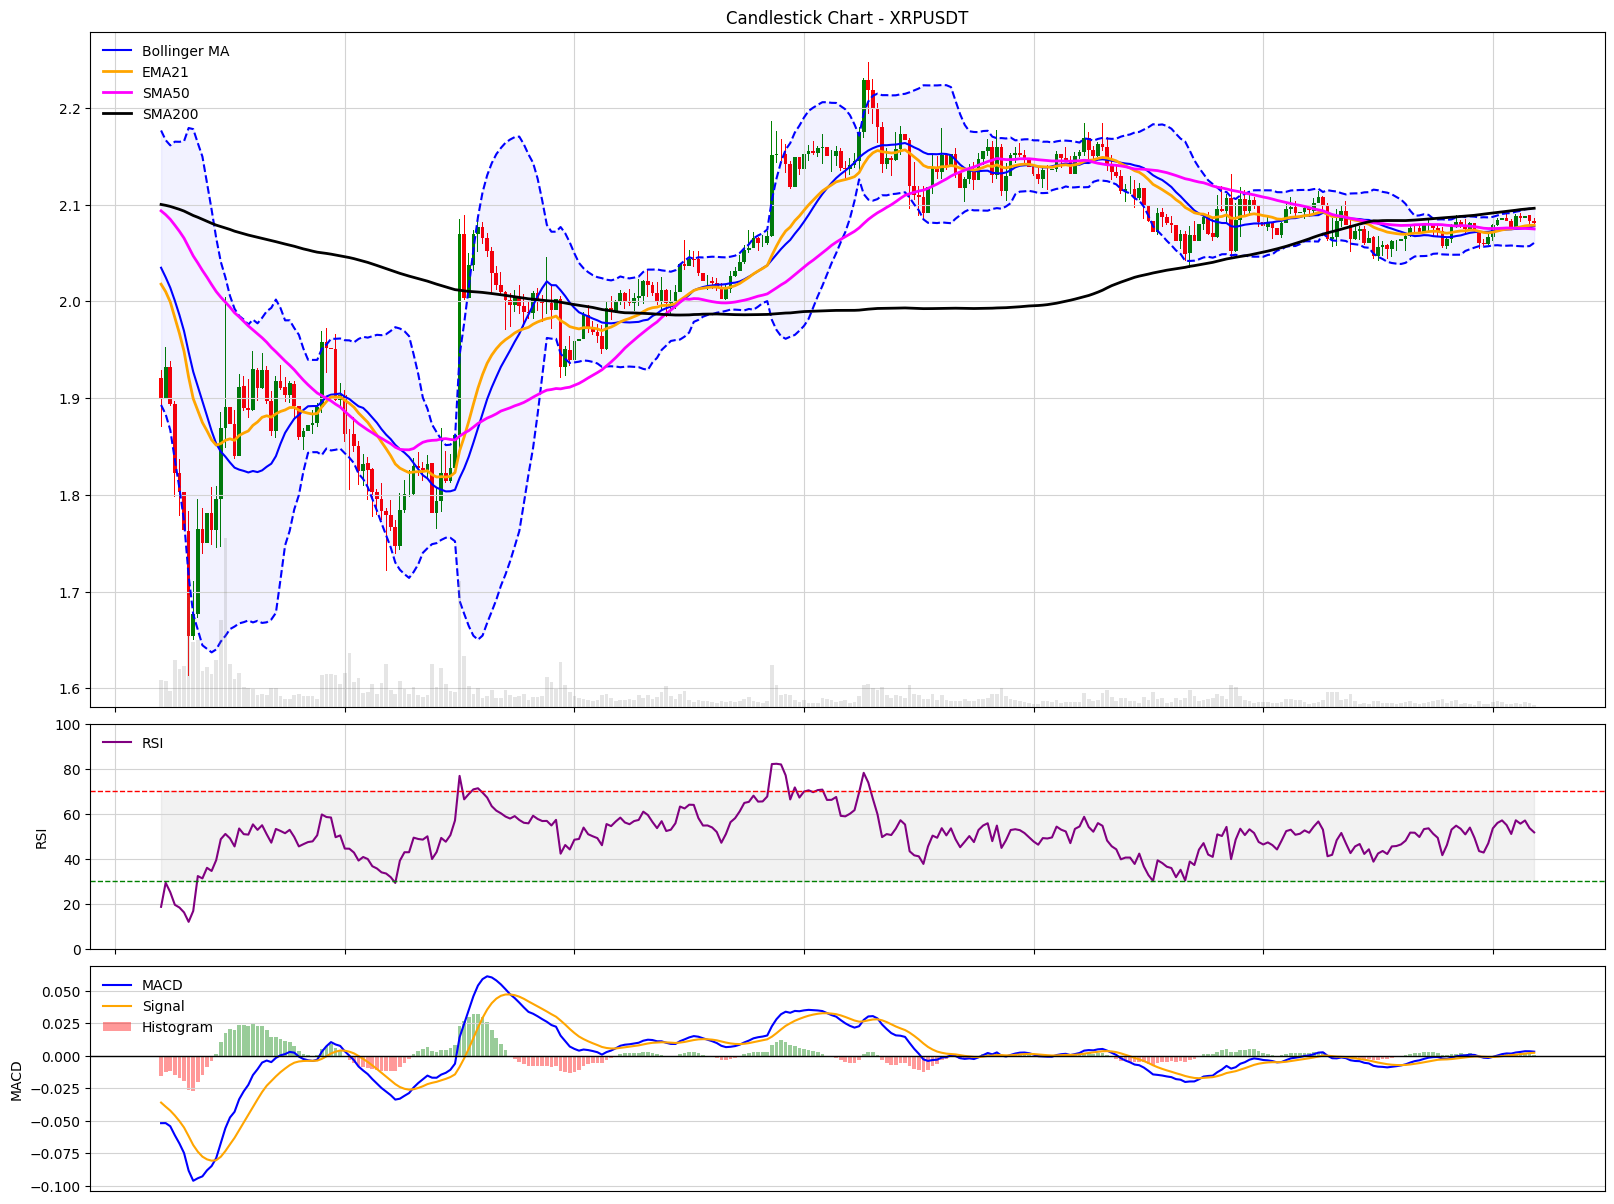 Candlestick Chart - XRPUSDT
Bollinger MA
EMA21
SMA50
SMA200
2.2
2.1
2.0
1.9
1.8
1.7
1.6
RSI
RSI
100
80
60
40
20
0
MACD
Signal
Histogram
MACD
0.050
0.025
0.000
−0.025
−0.050
−0.075
−0.100